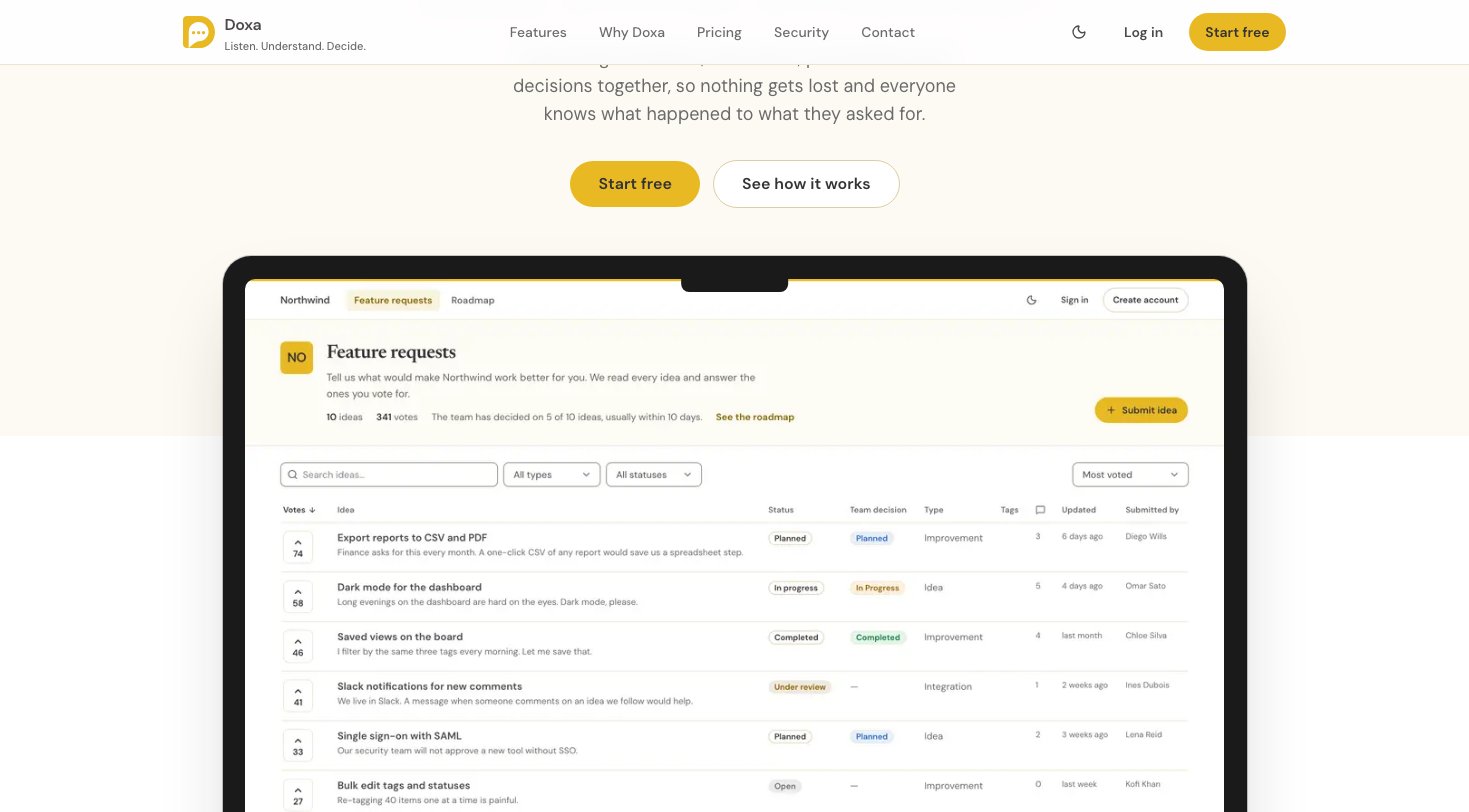 Doxa
Listen. Understand. Decide.
Features
Why Doxa
Pricing
Security
Contact
Log in
Start free
decisions together, so nothing gets lost and everyone
knows what happened to what they asked for.
Start free
See how it works
Northwind
Feature requests
Roadmap
Sign in
Create account
NO
Feature requests
Tell us what would make Northwind work better for you. We read every idea and answer the
ones you vote for.
10 ideas 341 votes The team has decided on 5 of 10 ideas, usually within 10 days. See the roadmap
+ Submit idea
Search ideas...
All types
All statuses
Most voted
Votes ↓ Idea Status Team decision Type Tags Updated Submitted by
74 Export reports to CSV and PDF Planned Planned Improvement 3 6 days ago Diego Wills
Finance asks for this every month. A one-click CSV of any report would save us a spreadsheet step.
58 Dark mode for the dashboard In progress In Progress Idea 5 4 days ago Omar Sato
Long evenings on the dashboard are hard on the eyes. Dark mode, please.
46 Saved views on the board Completed Completed Improvement 4 last month Chloe Silva
I filter by the same three tags every morning. Let me save that.
41 Slack notifications for new comments Under review — Integration 1 2 weeks ago Ines Dubois
We live in Slack. A message when someone comments on an idea we follow would help.
33 Single sign-on with SAML Planned Planned Idea 2 3 weeks ago Lena Reid
Our security team will not approve a new tool without SSO.
27 Bulk edit tags and statuses Open — Improvement 0 last week Kofi Khan
Re-tagging 40 items one at a time is painful.